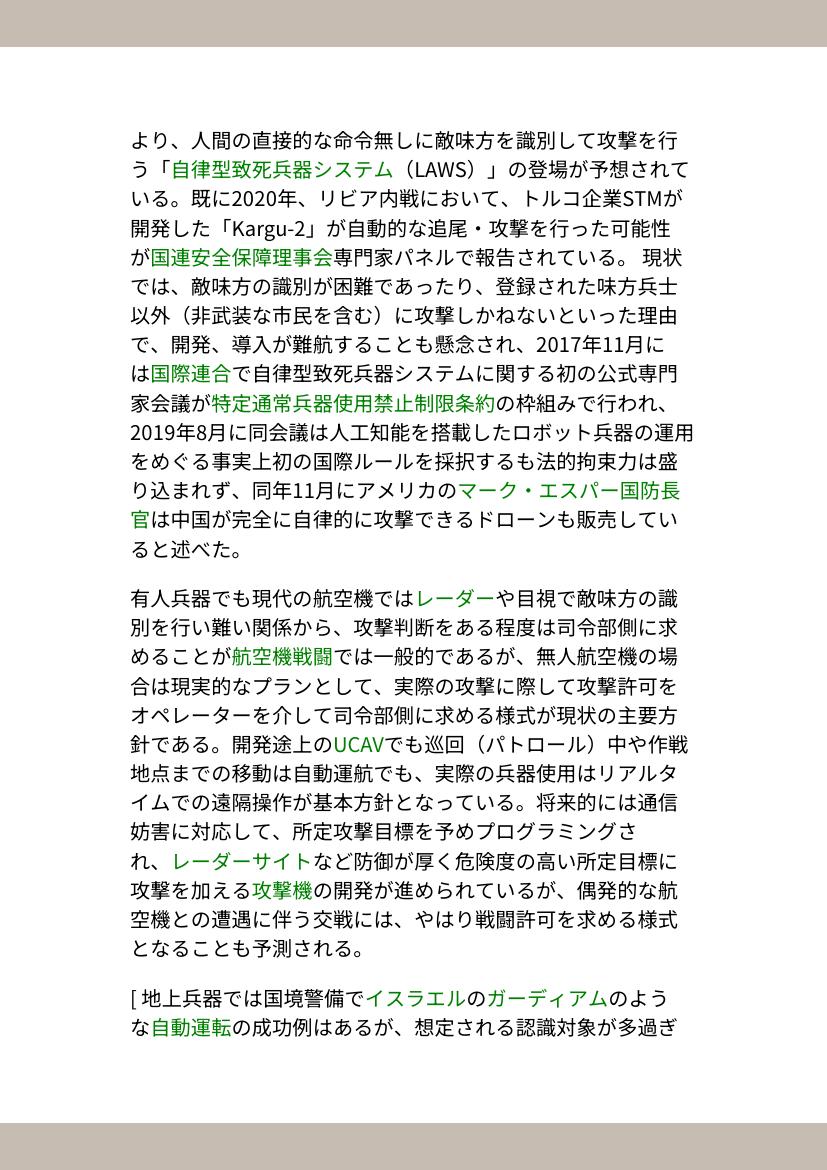 より、人間の直接的な命令無しに敵味方を識別して攻撃を行
う「自律型致死兵器システム（LAWS）」の登場が予想されて
いる。既に2020年、リビア内戦において、トルコ企業STMが
開発した「Kargu-2」が自動的な追尾・攻撃を行った可能性
が国連安全保障理事会専門家パネルで報告されている。 現状
では、敵味方の識別が困難であったり、登録された味方兵士
以外（非武装な市民を含む）に攻撃しかねないといった理由
で、開発、導入が難航することも懸念され、2017年11月に
は国際連合で自律型致死兵器システムに関する初の公式専門
家会議が特定通常兵器使用禁止制限条約の枠組みで行われ、
2019年8月に同会議は人工知能を搭載したロボット兵器の運用
をめぐる事実上初の国際ルールを採択するも法的拘束力は盛
り込まれず、同年11月にアメリカのマーク・エスパー国防長
官は中国が完全に自律的に攻撃できるドローンも販売してい
ると述べた。
有人兵器でも現代の航空機ではレーダーや目視で敵味方の識
別を行い難い関係から、攻撃判断をある程度は司令部側に求
めることが航空機戦闘では一般的であるが、無人航空機の場
合は現実的なプランとして、実際の攻撃に際して攻撃許可を
オペレーターを介して司令部側に求める様式が現状の主要方
針である。開発途上のUCAVでも巡回（パトロール）中や作戦
地点までの移動は自動運航でも、実際の兵器使用はリアルタ
イムでの遠隔操作が基本方針となっている。将来的には通信
妨害に対応して、所定攻撃目標を予めプログラミングさ
れ、レーダーサイトなど防御が厚く危険度の高い所定目標に
攻撃を加える攻撃機の開発が進められているが、偶発的な航
空機との遭遇に伴う交戦には、やはり戦闘許可を求める様式
となることも予測される。
[ 地上兵器では国境警備でイスラエルのガーディアムのよう
な自動運転の成功例はあるが、想定される認識対象が多過ぎ